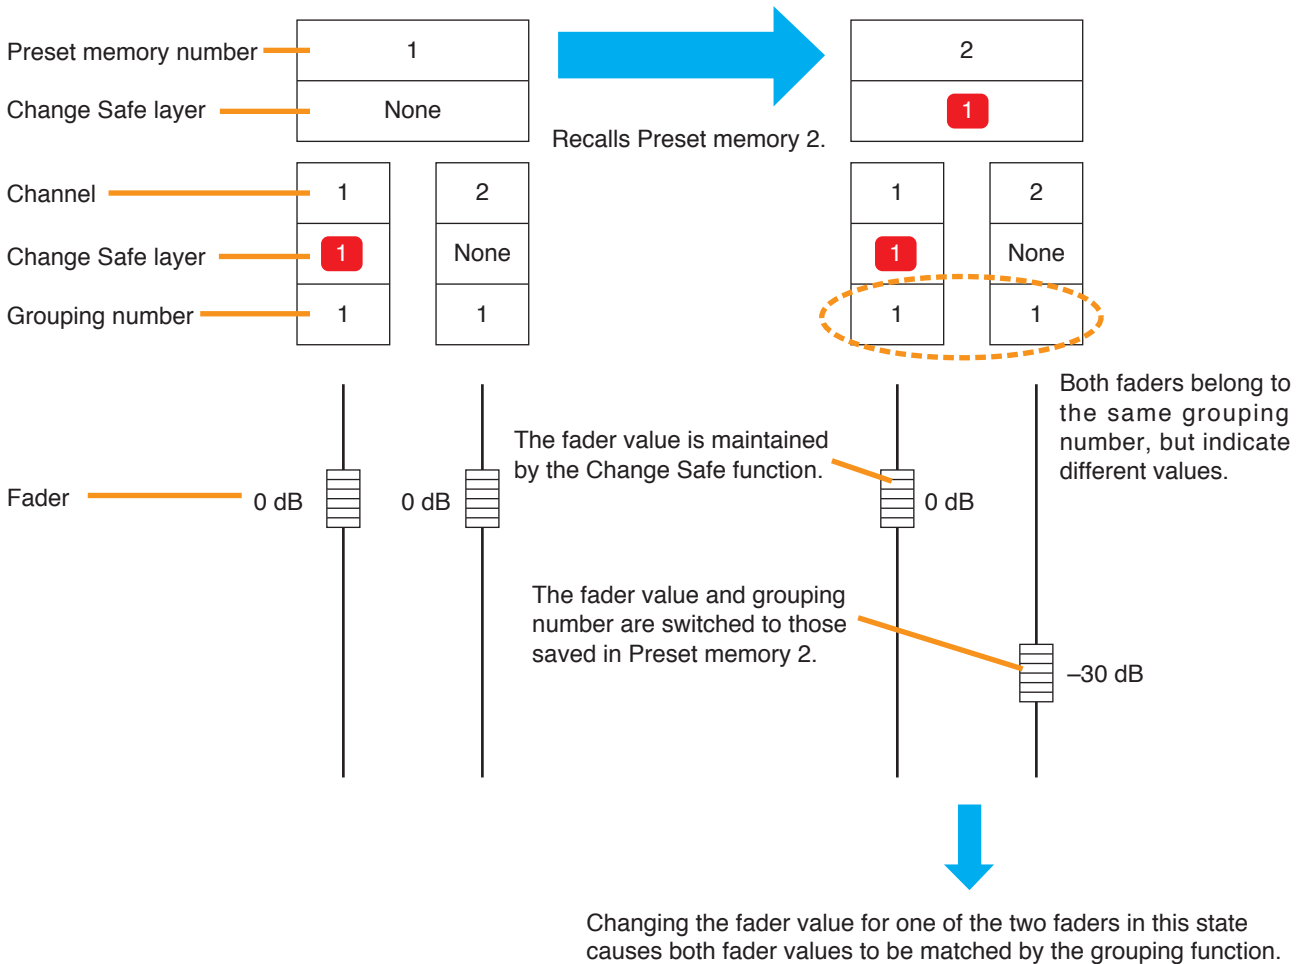 Preset memory number
1
2
Change Safe layer
None
1
Recalls Preset memory 2.
Channel
1
2
1
2
Change Safe layer
1
None
1
None
Grouping number
1
1
1
1
Both faders belong to
the same grouping
number, but indicate
different values.
The fader value is maintained
by the Change Safe function.
Fader
0 dB
0 dB
0 dB
The fader value and grouping
number are switched to those
saved in Preset memory 2.
–30 dB
Changing the fader value for one of the two faders in this state
causes both fader values to be matched by the grouping function.